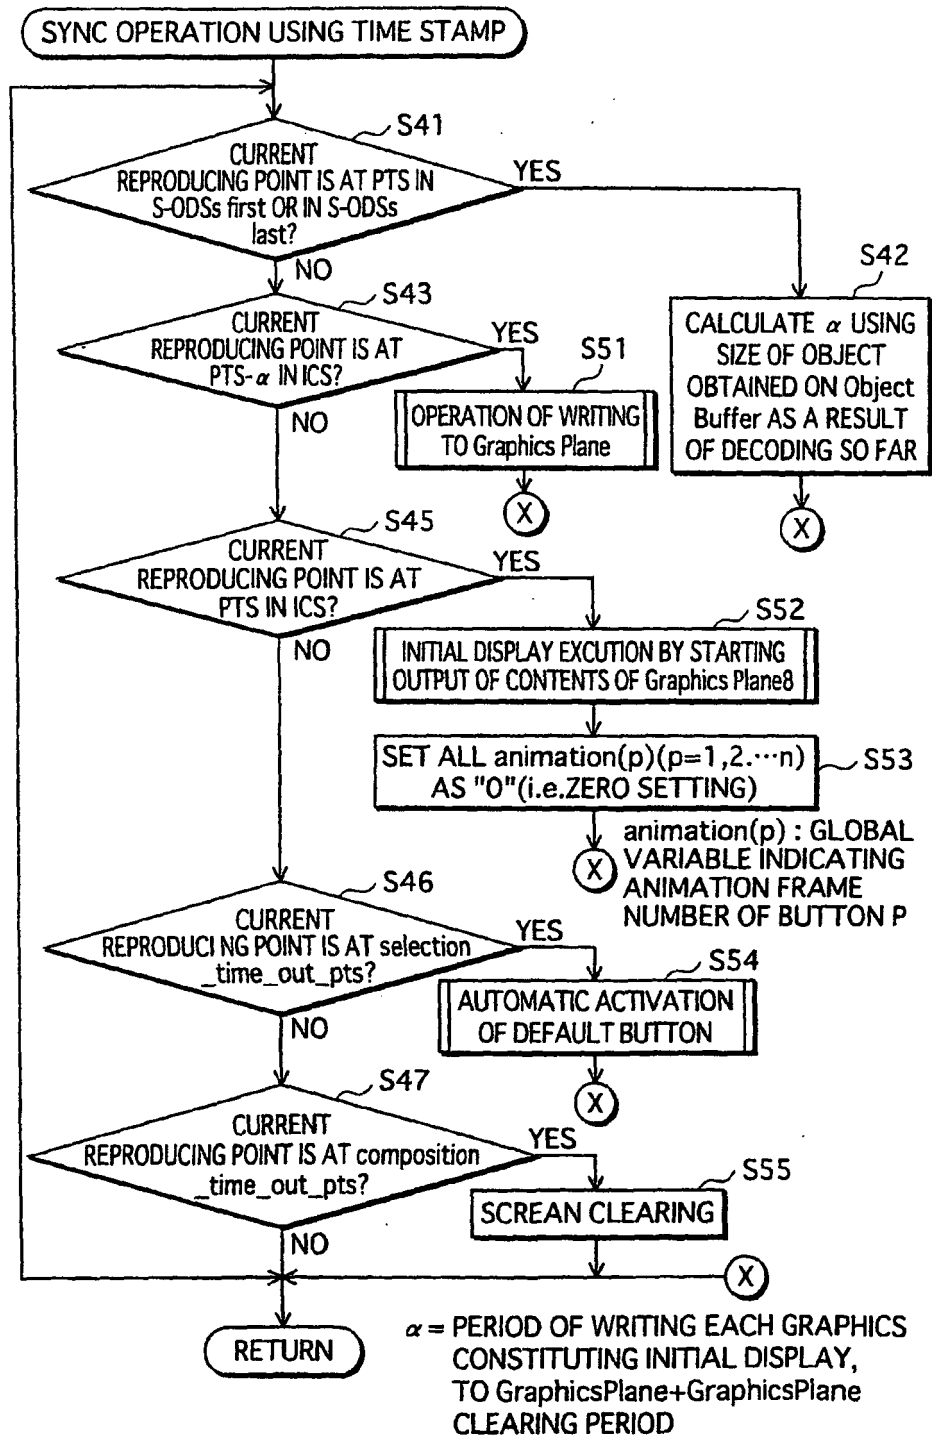 SYNC OPERATION USING TIME STAMP
S41
CURRENT
REPRODUCING POINT IS AT PTS IN
S-ODSs first OR IN S-ODSs
last?
YES
NO
S42
CALCULATE α USING
SIZE OF OBJECT
OBTAINED ON Object
Buffer AS A RESULT
OF DECODING SO FAR
X
S43
CURRENT
REPRODUCING POINT IS AT
PTS-α IN ICS?
YES
NO
S51
OPERATION OF WRITING
TO Graphics Plane
X
S45
CURRENT
REPRODUCING POINT IS AT
PTS IN ICS?
YES
NO
S52
INITIAL DISPLAY EXCUTION BY STARTING
OUTPUT OF CONTENTS OF Graphics Plane8
SET ALL animation(p)(p=1,2.···n)
AS "0"(i.e.ZERO SETTING)
S53
X
animation(p) : GLOBAL
VARIABLE INDICATING
ANIMATION FRAME
NUMBER OF BUTTON P
S46
CURRENT
REPRODUCING POINT IS AT selection
_time_out_pts?
YES
NO
S54
AUTOMATIC ACTIVATION
OF DEFAULT BUTTON
X
S47
CURRENT
REPRODUCING POINT IS AT composition
_time_out_pts?
YES
NO
S55
SCREAN CLEARING
X
RETURN
α = PERIOD OF WRITING EACH GRAPHICS
CONSTITUTING INITIAL DISPLAY,
TO GraphicsPlane+GraphicsPlane
CLEARING PERIOD